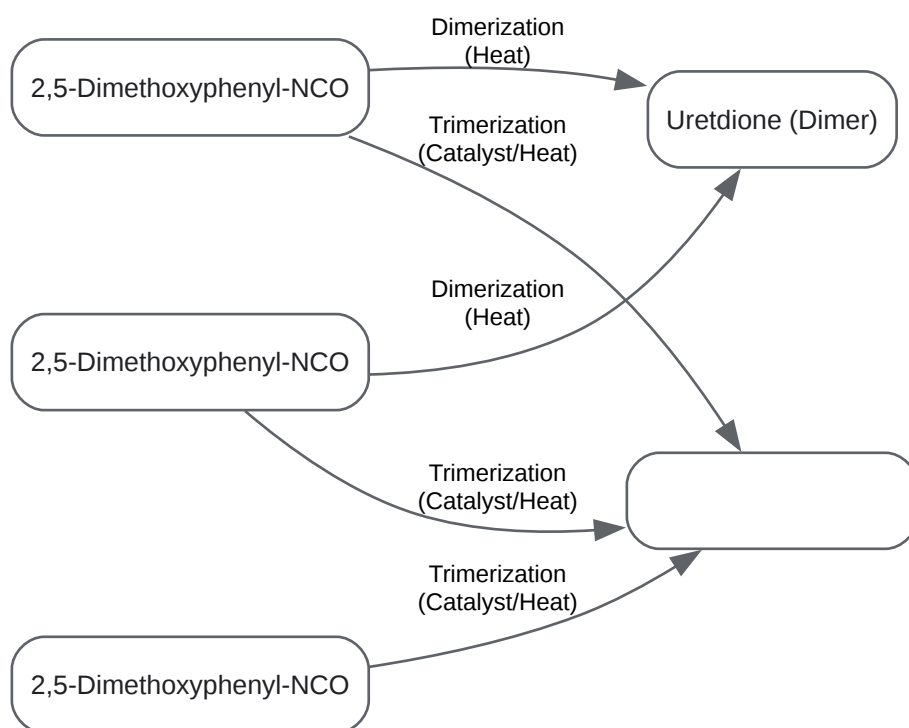 Dimerization
(Heat)
2,5-Dimethoxyphenyl-NCO
Uretdione (Dimer)
Trimerization
(Catalyst/Heat)
Dimerization
(Heat)
2,5-Dimethoxyphenyl-NCO
Trimerization
(Catalyst/Heat)
Trimerization
(Catalyst/Heat)
2,5-Dimethoxyphenyl-NCO